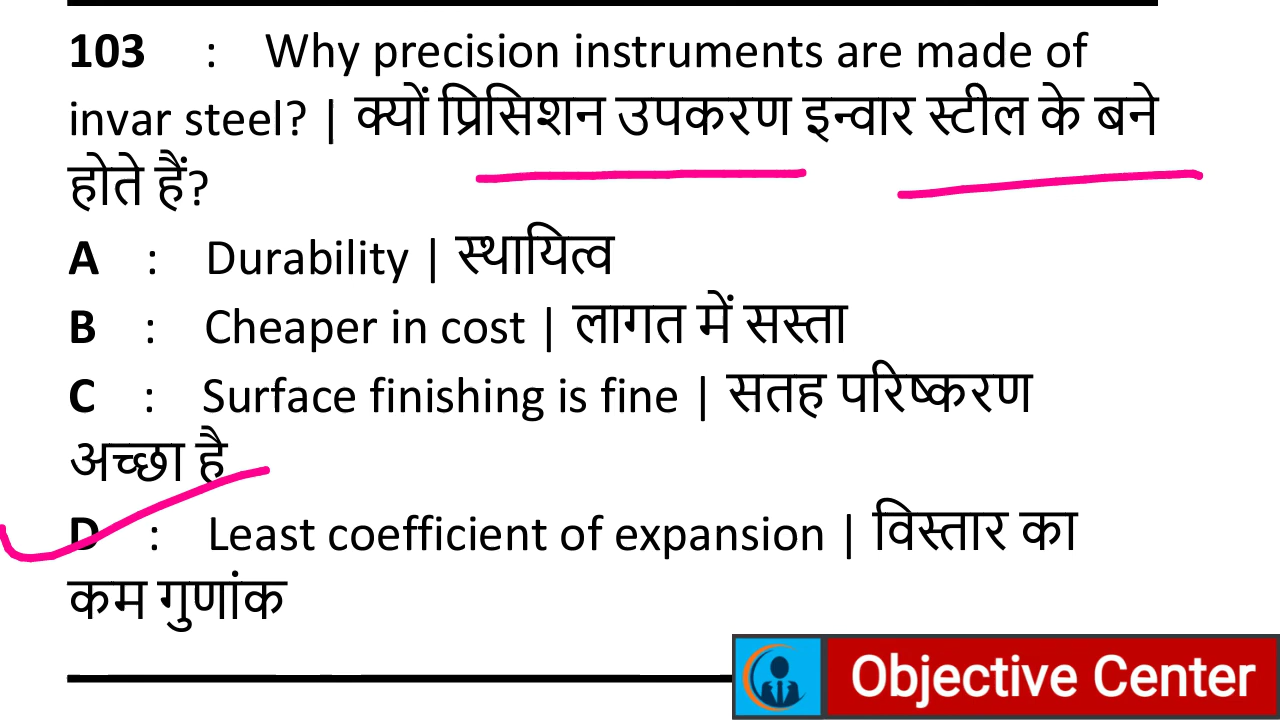 103 : Why precision instruments are made of
invar steel? | क्यों प्रिसिशन उपकरण इन्वार स्टील के बने
होते हैं?
A : Durability | स्थायित्व
B : Cheaper in cost | लागत में सस्ता
C : Surface finishing is fine | सतह परिष्करण
अच्छा है
D : Least coefficient of expansion | विस्तार का
कम गुणांक
Objective Center